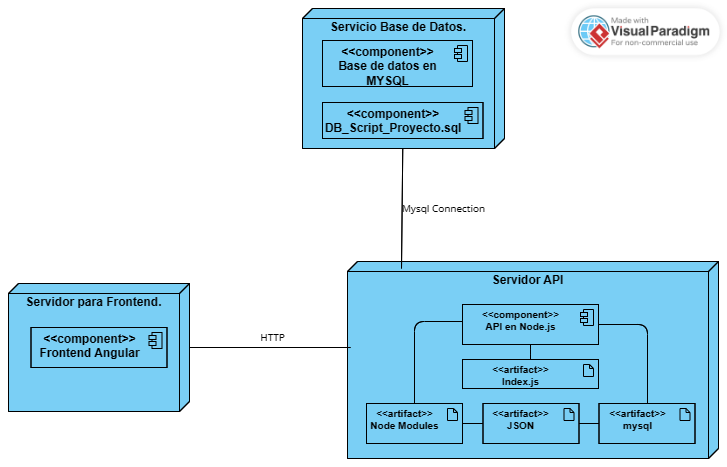 Made with
Visual Paradigm
For non-commercial use
Servicio Base de Datos.
<<component>>
Base de datos en
MYSQL
<<component>>
DB_Script_Proyecto.sql
Mysql Connection
Servidor para Frontend.
<<component>>
Frontend Angular
HTTP
Servidor API
<<component>>
API en Node.js
<<artifact>>
Index.js
<<artifact>>
Node Modules
<<artifact>>
JSON
<<artifact>>
mysql